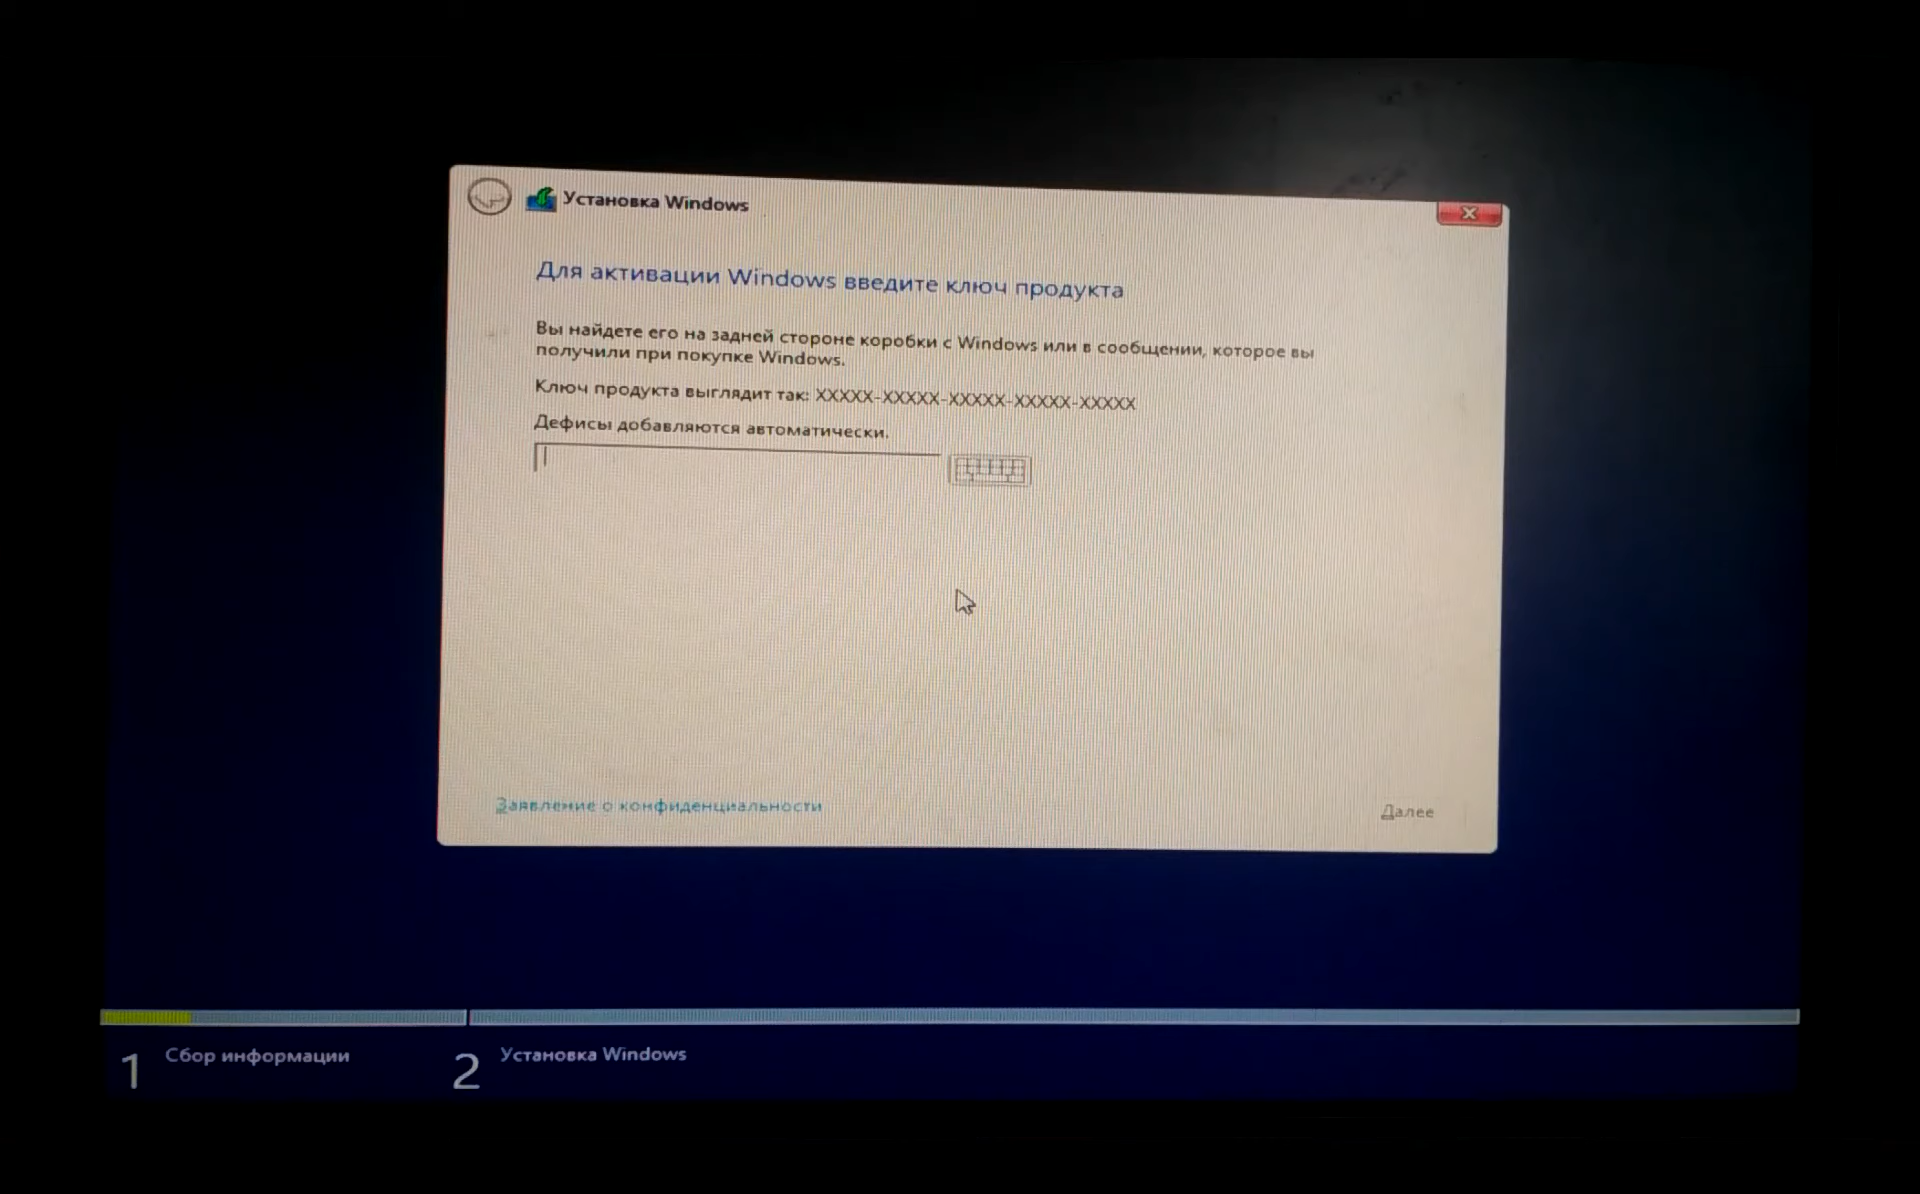 Установка Windows
Для активации Windows введите ключ продукта
Вы найдете его на задней стороне коробки с Windows или в сообщении, которое вы
получили при покупке Windows.
Ключ продукта выглядит так: XXXXX-XXXXX-XXXXX-XXXXX-XXXXX
Дефисы добавляются автоматически.
Заявление о конфиденциальности
Далее
1 Сбор информации
2 Установка Windows